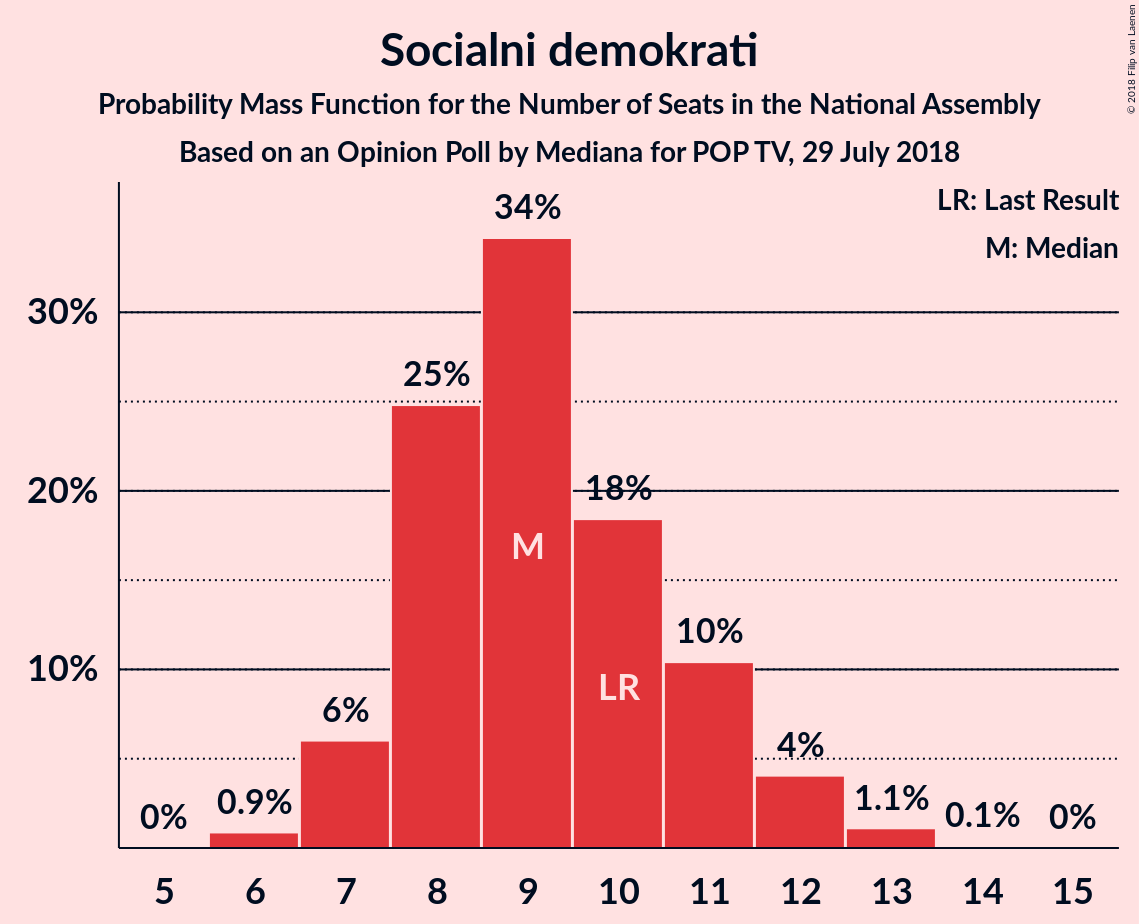 Socialni demokrati
Probability Mass Function for the Number of Seats in the National Assembly
Based on an Opinion Poll by Mediana for POP TV, 29 July 2018
© 2018 Filip van Laenen
LR: Last Result
M: Median
34%
30%
25%
20%
18%
M
10%
10%
LR
6%
4%
0%
0.9%
1.1%
0.1%
0%
5 6 7 8 9 10 11 12 13 14 15